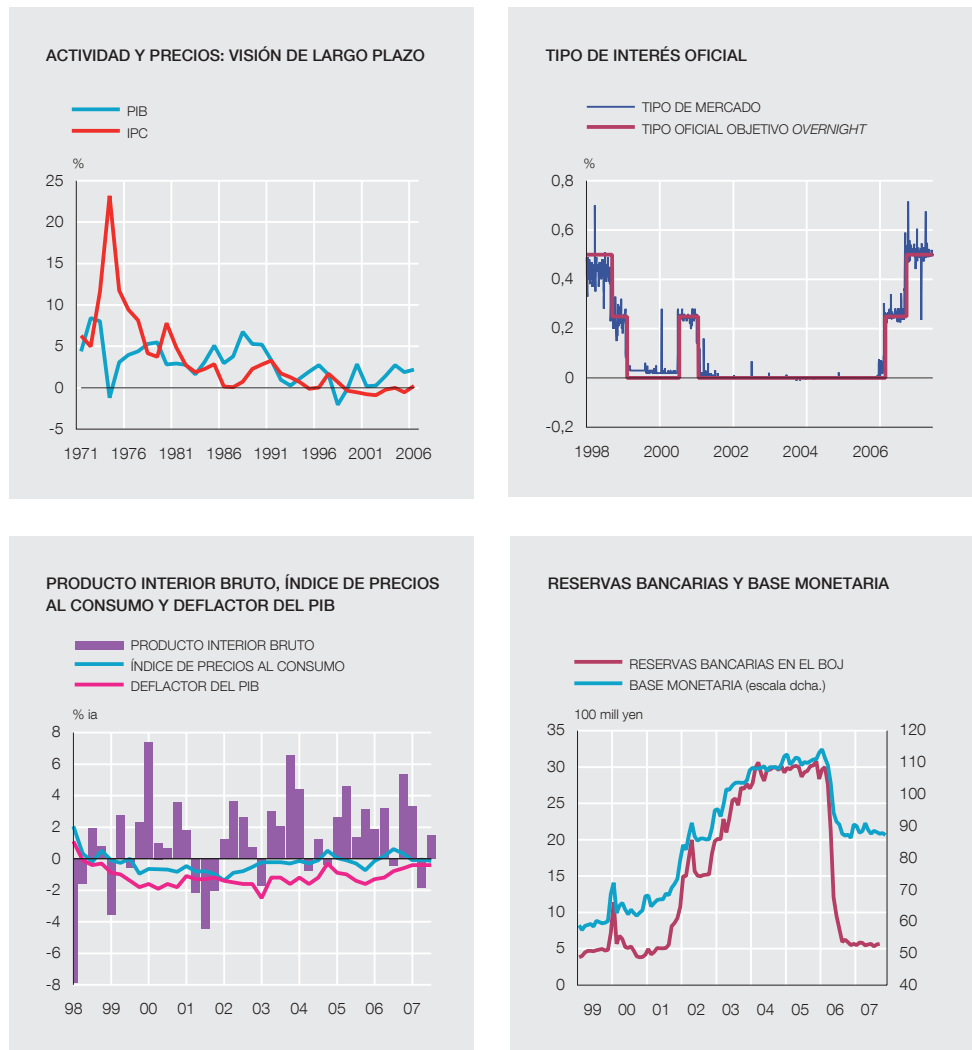 ACTIVIDAD Y PRECIOS: VISIÓN DE LARGO PLAZO
PIB
IPC
%
25
20
15
10
5
0
-5
1971 1976 1981 1986 1991 1996 2001 2006
TIPO DE INTERÉS OFICIAL
TIPO DE MERCADO
TIPO OFICIAL OBJETIVO OVERNIGHT
%
0,8
0,6
0,4
0,2
0
-0,2
1998 2000 2002 2004 2006
PRODUCTO INTERIOR BRUTO, ÍNDICE DE PRECIOS
AL CONSUMO Y DEFLACTOR DEL PIB
PRODUCTO INTERIOR BRUTO
ÍNDICE DE PRECIOS AL CONSUMO
DEFLACTOR DEL PIB
% ia
8
6
4
2
0
-2
-4
-6
-8
98 99 00 01 02 03 04 05 06 07
RESERVAS BANCARIAS Y BASE MONETARIA
RESERVAS BANCARIAS EN EL BOJ
BASE MONETARIA (escala dcha.)
100 mill yen
35
30
25
20
15
10
5
0
120
110
100
90
80
70
60
50
40
99 00 01 02 03 04 05 06 07